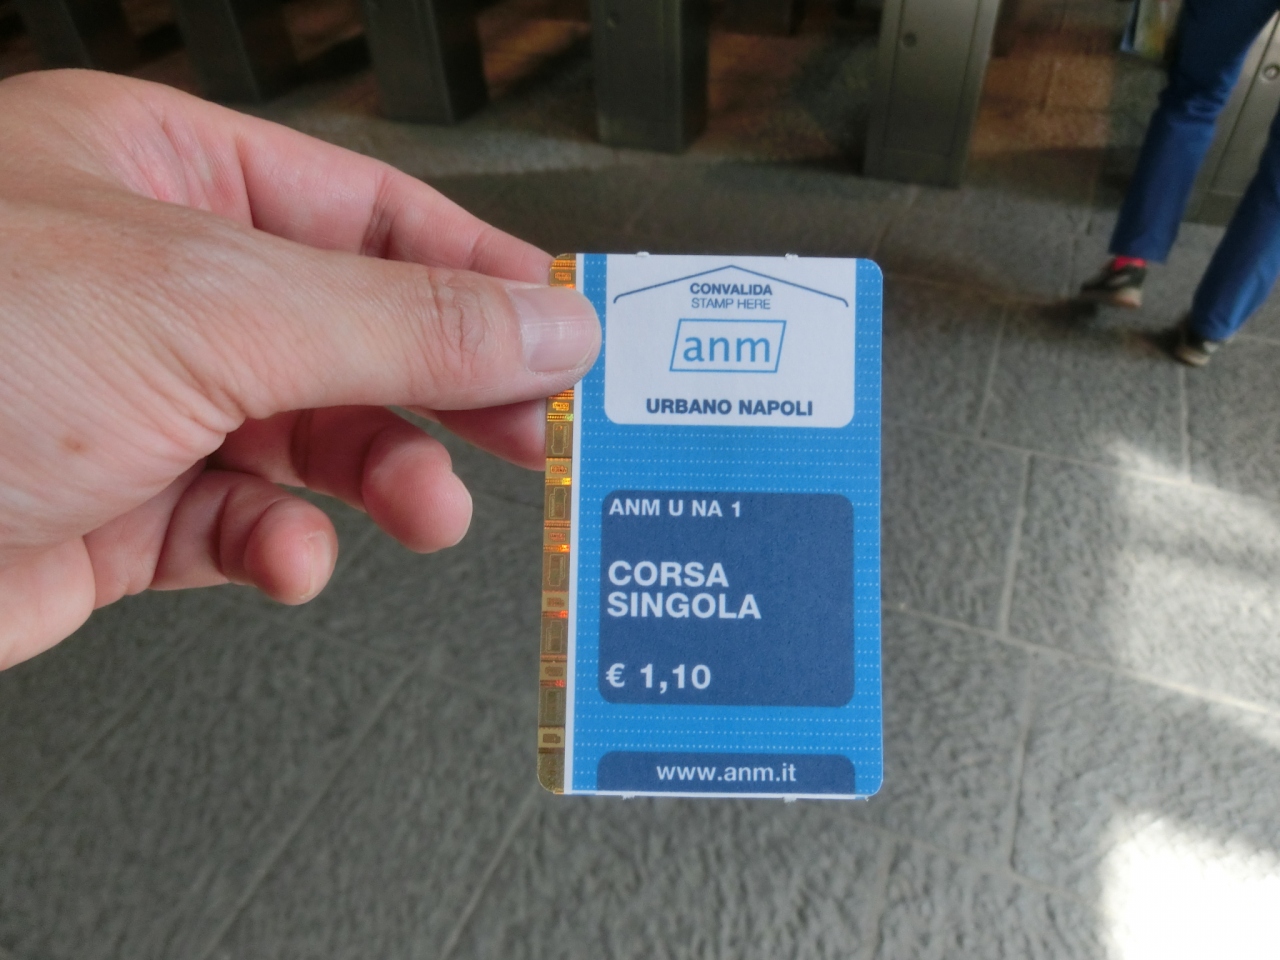 CONVALIDA
STAMP HERE
anm
URBANO NAPOLI
ANM U NA 1
CORSA
SINGOLA
€ 1,10
www.anm.it